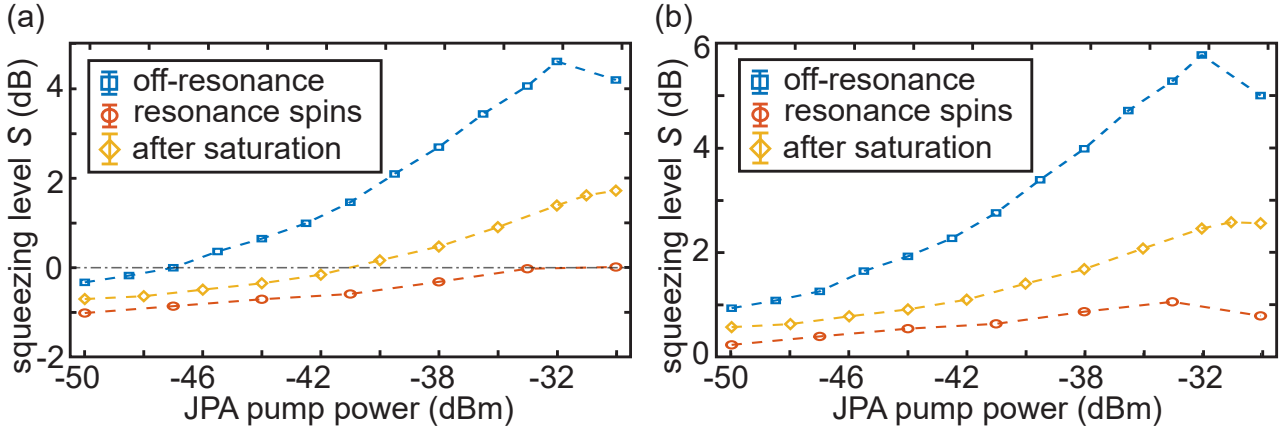 (a)
squeezing level S (dB)
4
2
0
-2
off-resonance
resonance spins
after saturation
-50
-46
-42
-38
-32
JPA pump power (dBm)
(b)
squeezing level S (dB)
6
4
2
0
off-resonance
resonance spins
after saturation
-50
-46
-42
-38
-32
JPA pump power (dBm)